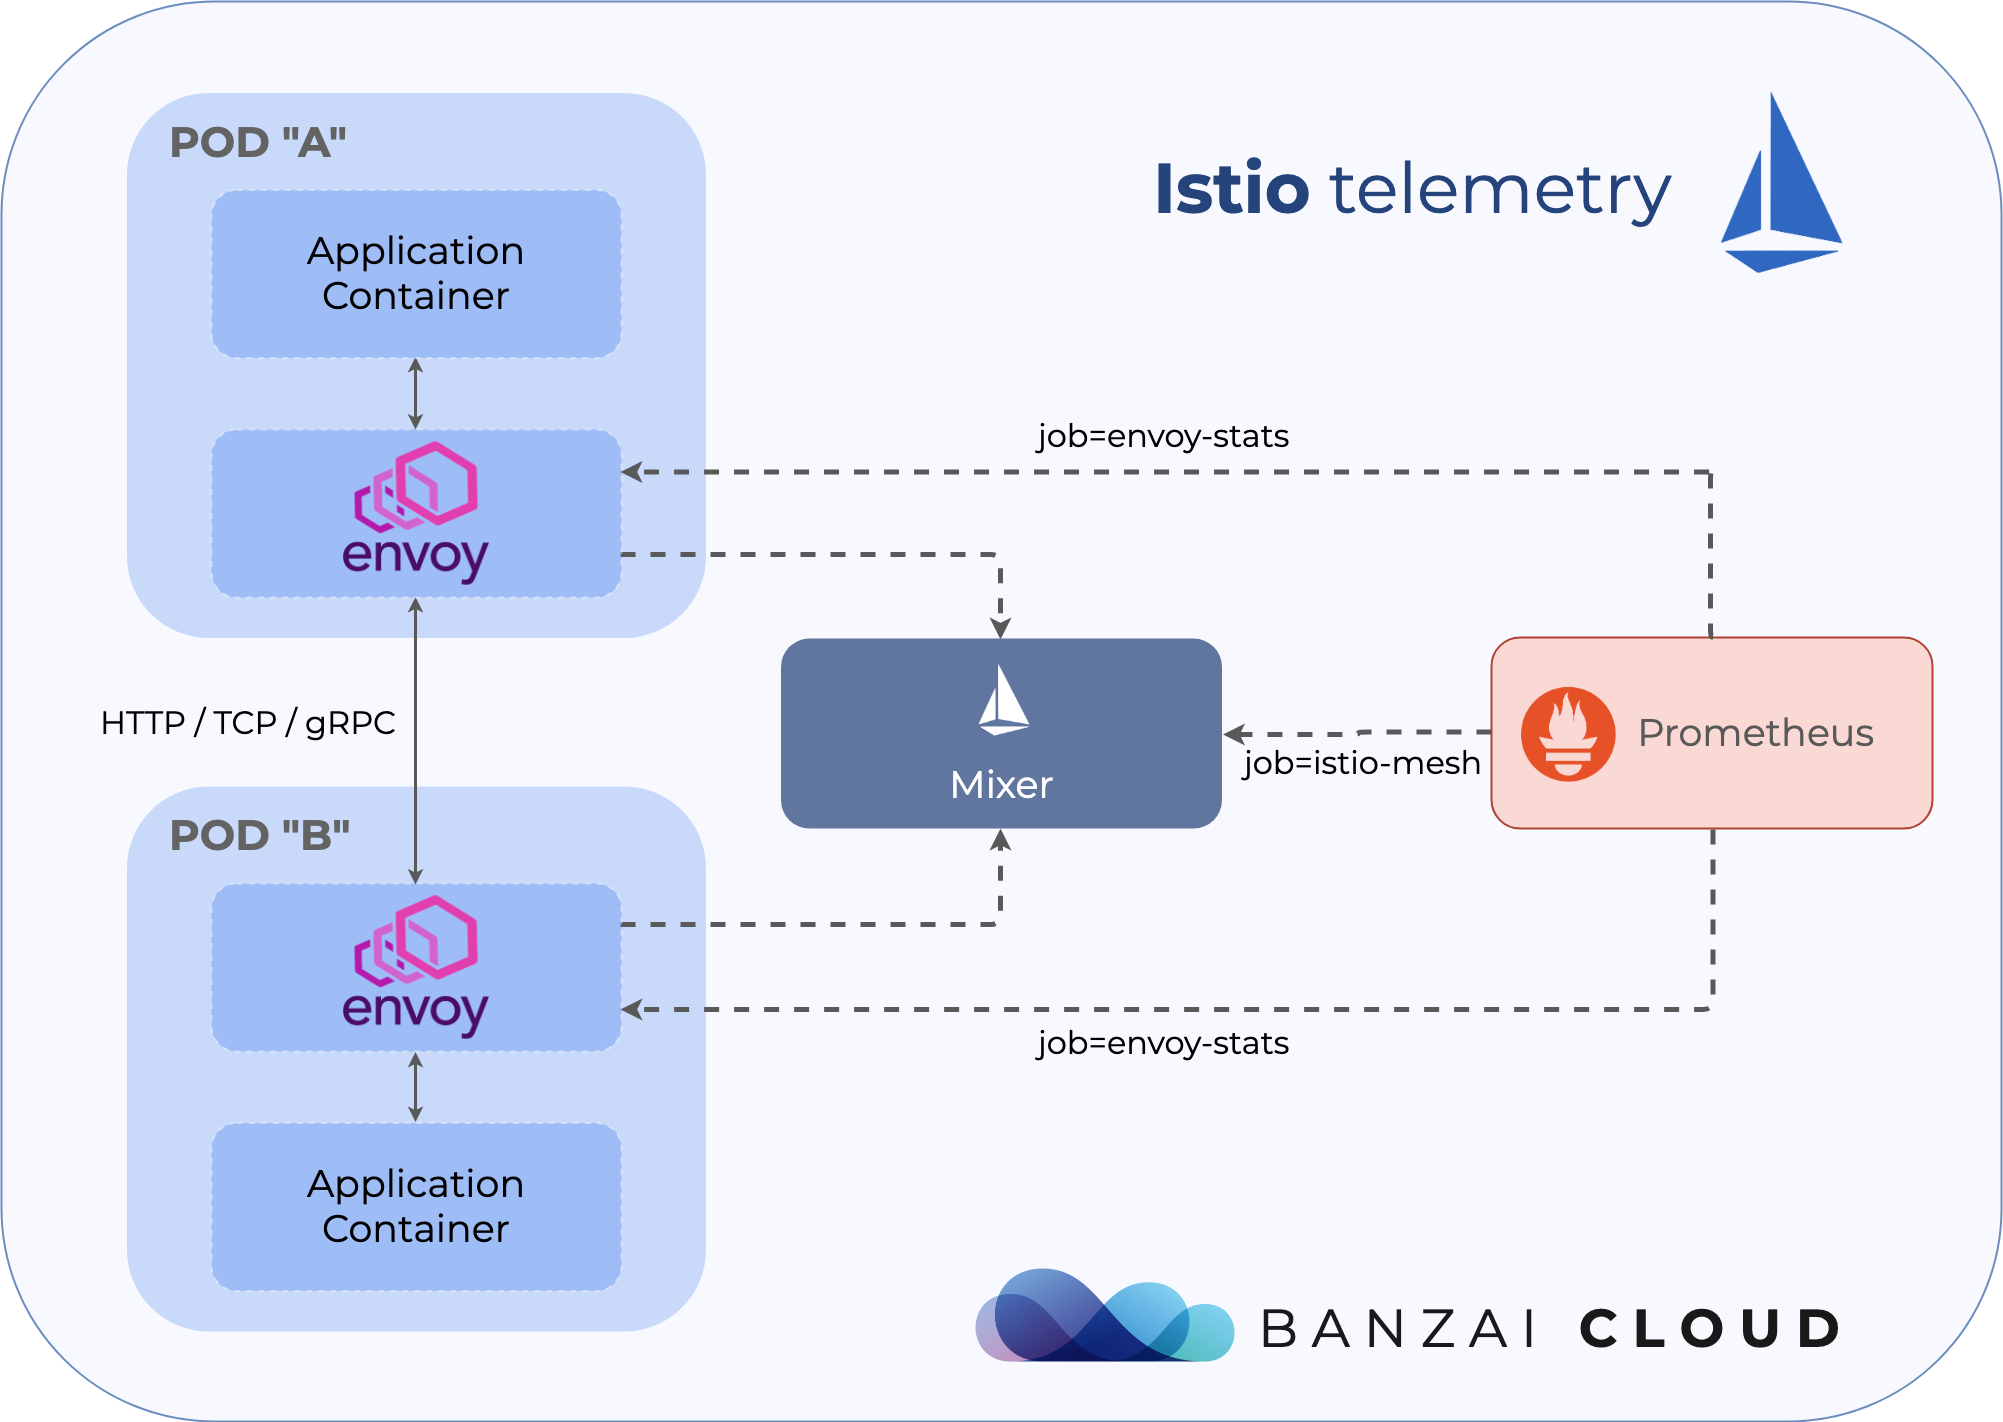 POD "A"
Istio telemetry
Application
Container
job=envoy-stats
envoy
HTTP / TCP / gRPC
Mixer
Prometheus
job=istio-mesh
POD "B"
envoy
job=envoy-stats
Application
Container
BANZAI CLOUD